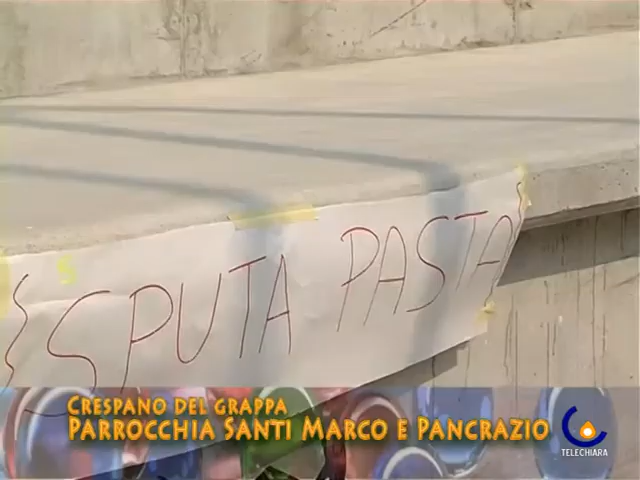 SPUTA PASTA
CRESPANO DEL GRAPPA
PARROCCHIA SANTI MARCO E PANCRAZIO
TELECHIARA